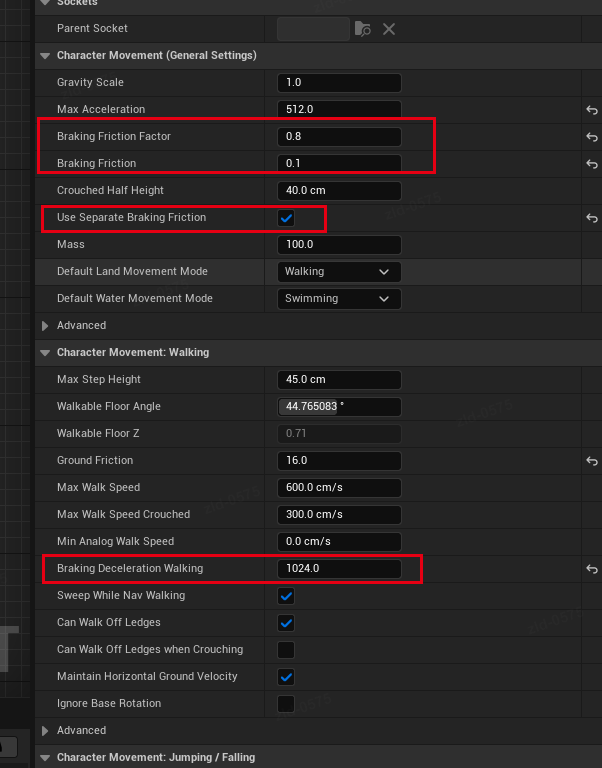 Sockets
Parent Socket
Character Movement (General Settings)
Gravity Scale 1.0
Max Acceleration 512.0
Braking Friction Factor 0.8
Braking Friction 0.1
Crouched Half Height 40.0 cm
Use Separate Braking Friction
Mass 100.0
Default Land Movement Mode Walking
Default Water Movement Mode Swimming
Advanced
Character Movement: Walking
Max Step Height 45.0 cm
Walkable Floor Angle 44.765083 °
Walkable Floor Z 0.71
Ground Friction 16.0
Max Walk Speed 600.0 cm/s
Max Walk Speed Crouched 300.0 cm/s
Min Analog Walk Speed 0.0 cm/s
Braking Deceleration Walking 1024.0
Sweep While Nav Walking
Can Walk Off Ledges
Can Walk Off Ledges when Crouching
Maintain Horizontal Ground Velocity
Ignore Base Rotation
Advanced
Character Movement: Jumping / Falling